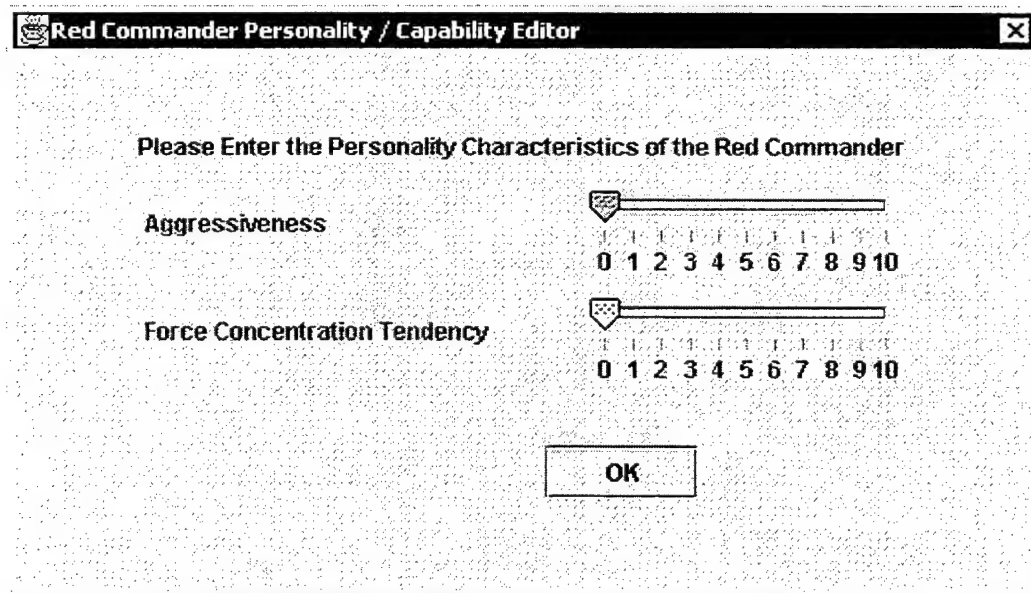 Red Commander Personality / Capability Editor
Please Enter the Personality Characteristics of the Red Commander
Aggressiveness
0 1 2 3 4 5 6 7 8 9 10
Force Concentration Tendency
0 1 2 3 4 5 6 7 8 9 10
OK